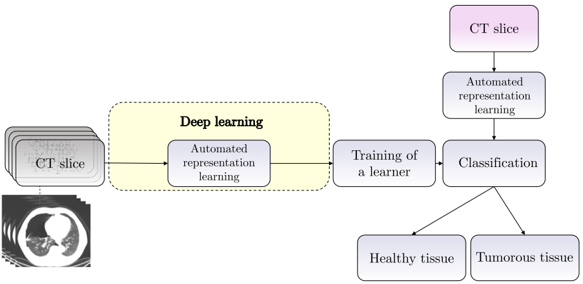 CT slice
Automated
representation
learning
Deep learning
CT slice
Automated
representation
learning
Training of
a learner
Classification
Healthy tissue
Tumorous tissue